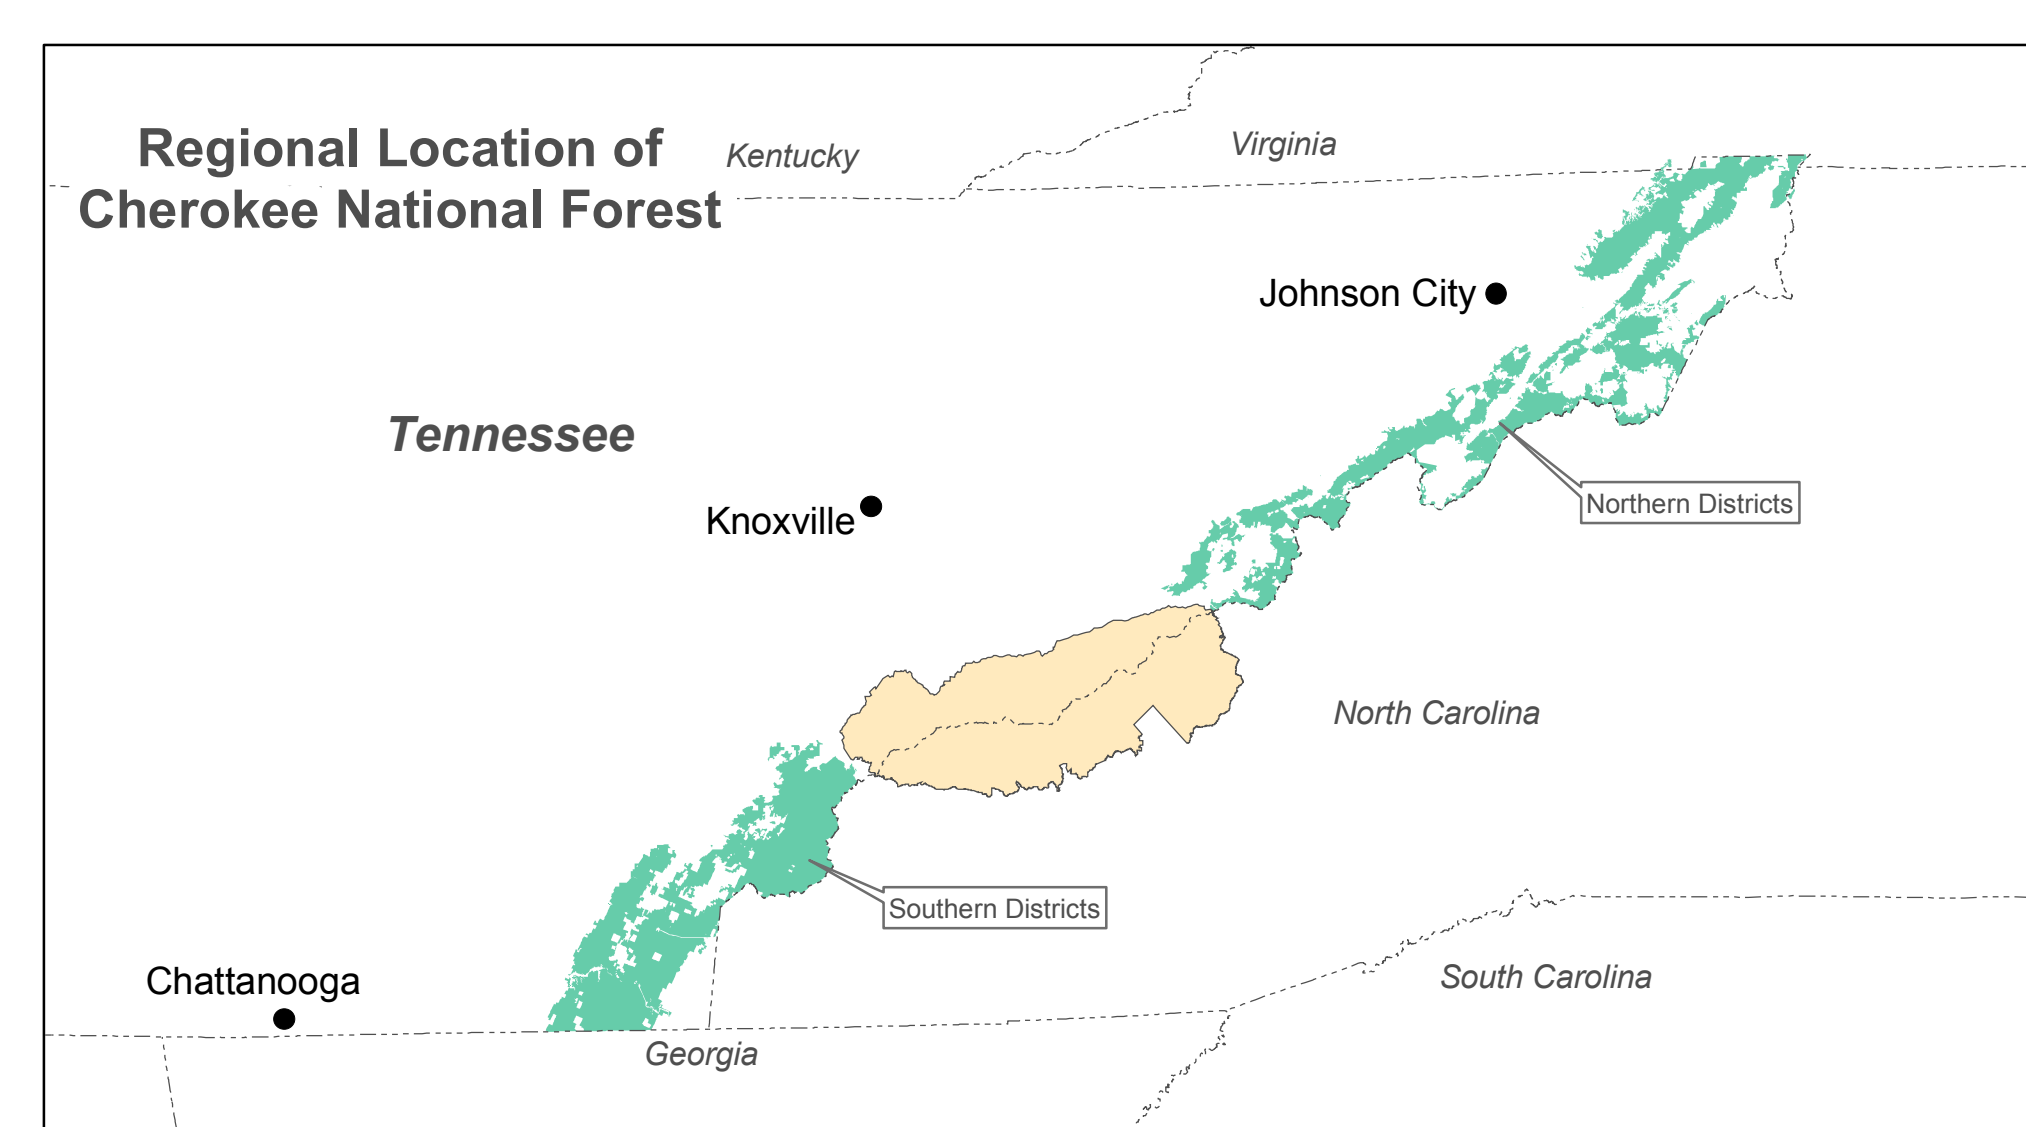 Regional Location of
Cherokee National Forest
Kentucky
Virginia
Johnson City
Tennessee
Knoxville
Northern Districts
North Carolina
Southern Districts
Chattanooga
South Carolina
Georgia